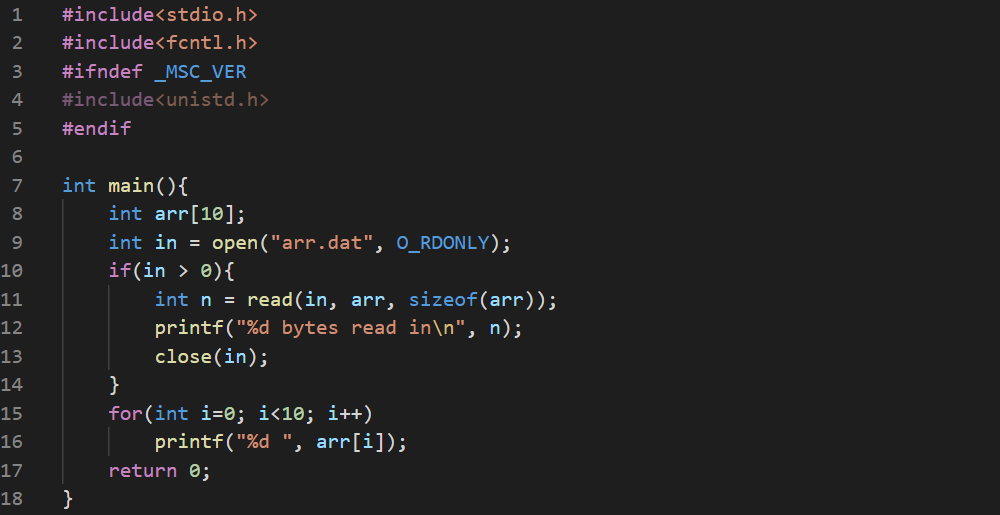 1 #include<stdio.h>
2 #include<fcntl.h>
3 #ifndef _MSC_VER
4 #include<unistd.h>
5 #endif
6
7 int main(){
8     int arr[10];
9     int in = open("arr.dat", O_RDONLY);
10     if(in > 0){
11         int n = read(in, arr, sizeof(arr));
12         printf("%d bytes read in\n", n);
13         close(in);
14     }
15     for(int i=0; i<10; i++)
16         printf("%d ", arr[i]);
17     return 0;
18 }